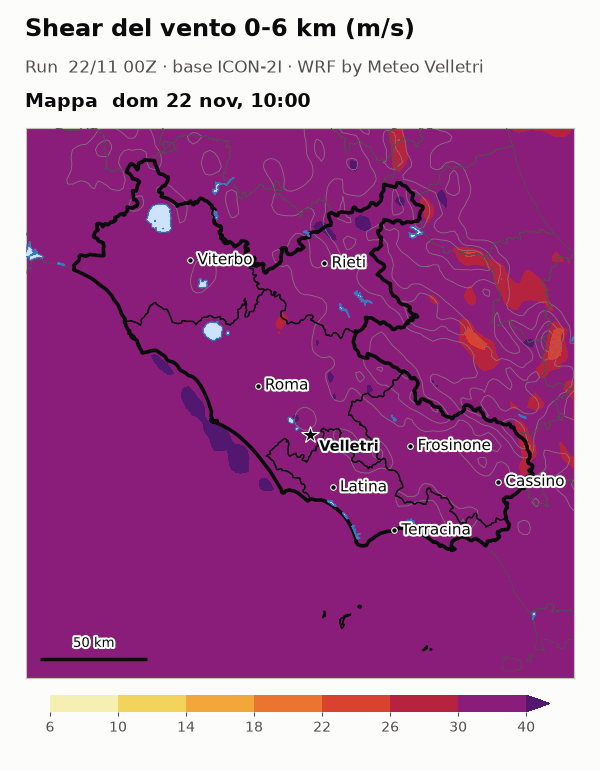 Shear del vento 0-6 km (m/s)
Run  22/11 00Z · base ICON-2I · WRF by Meteo Velletri
Mappa  dom 22 nov, 10:00
Viterbo
Rieti
Roma
Velletri
Frosinone
Cassino
Latina
Terracina
50 km
6 10 14 18 22 26 30 40